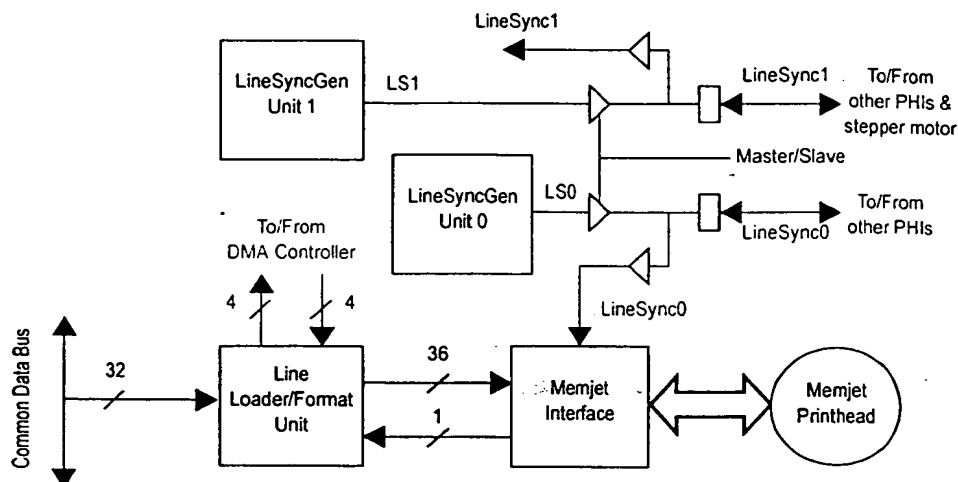 LineSync1
LineSyncGen
Unit 1
LS1
LineSync1
To/From
other PHIs &
stepper motor
Master/Slave
LineSyncGen
Unit 0
LS0
To/From
other PHIs
LineSync0
To/From
DMA Controller
4
4
LineSync0
Common Data Bus
32
Line
Loader/Format
Unit
36
1
Memjet
Interface
Memjet
Printhead